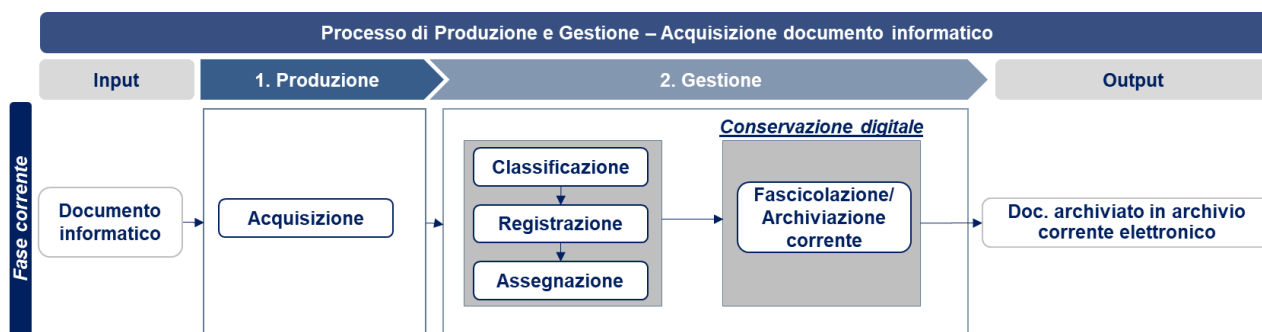 Processo di Produzione e Gestione – Acquisizione documento informatico
Input
1. Produzione
2. Gestione
Output
Fase corrente
Documento
informatico
Acquisizione
Classificazione
Registrazione
Assegnazione
Conservazione digitale
Fascicolazione/
Archiviazione
corrente
Doc. archiviato in archivio
corrente elettronico